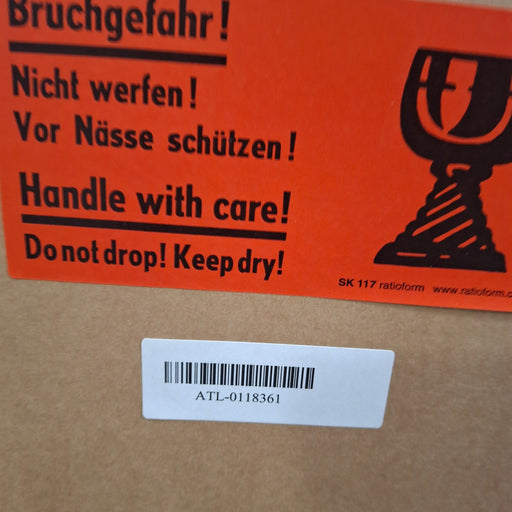 Bruchgefahr!
Nicht werfen!
Vor Nässe schützen!
Handle with care!
Do not drop! Keep dry!
SK 117 ratioform www.ratioform.c
ATL-0118361